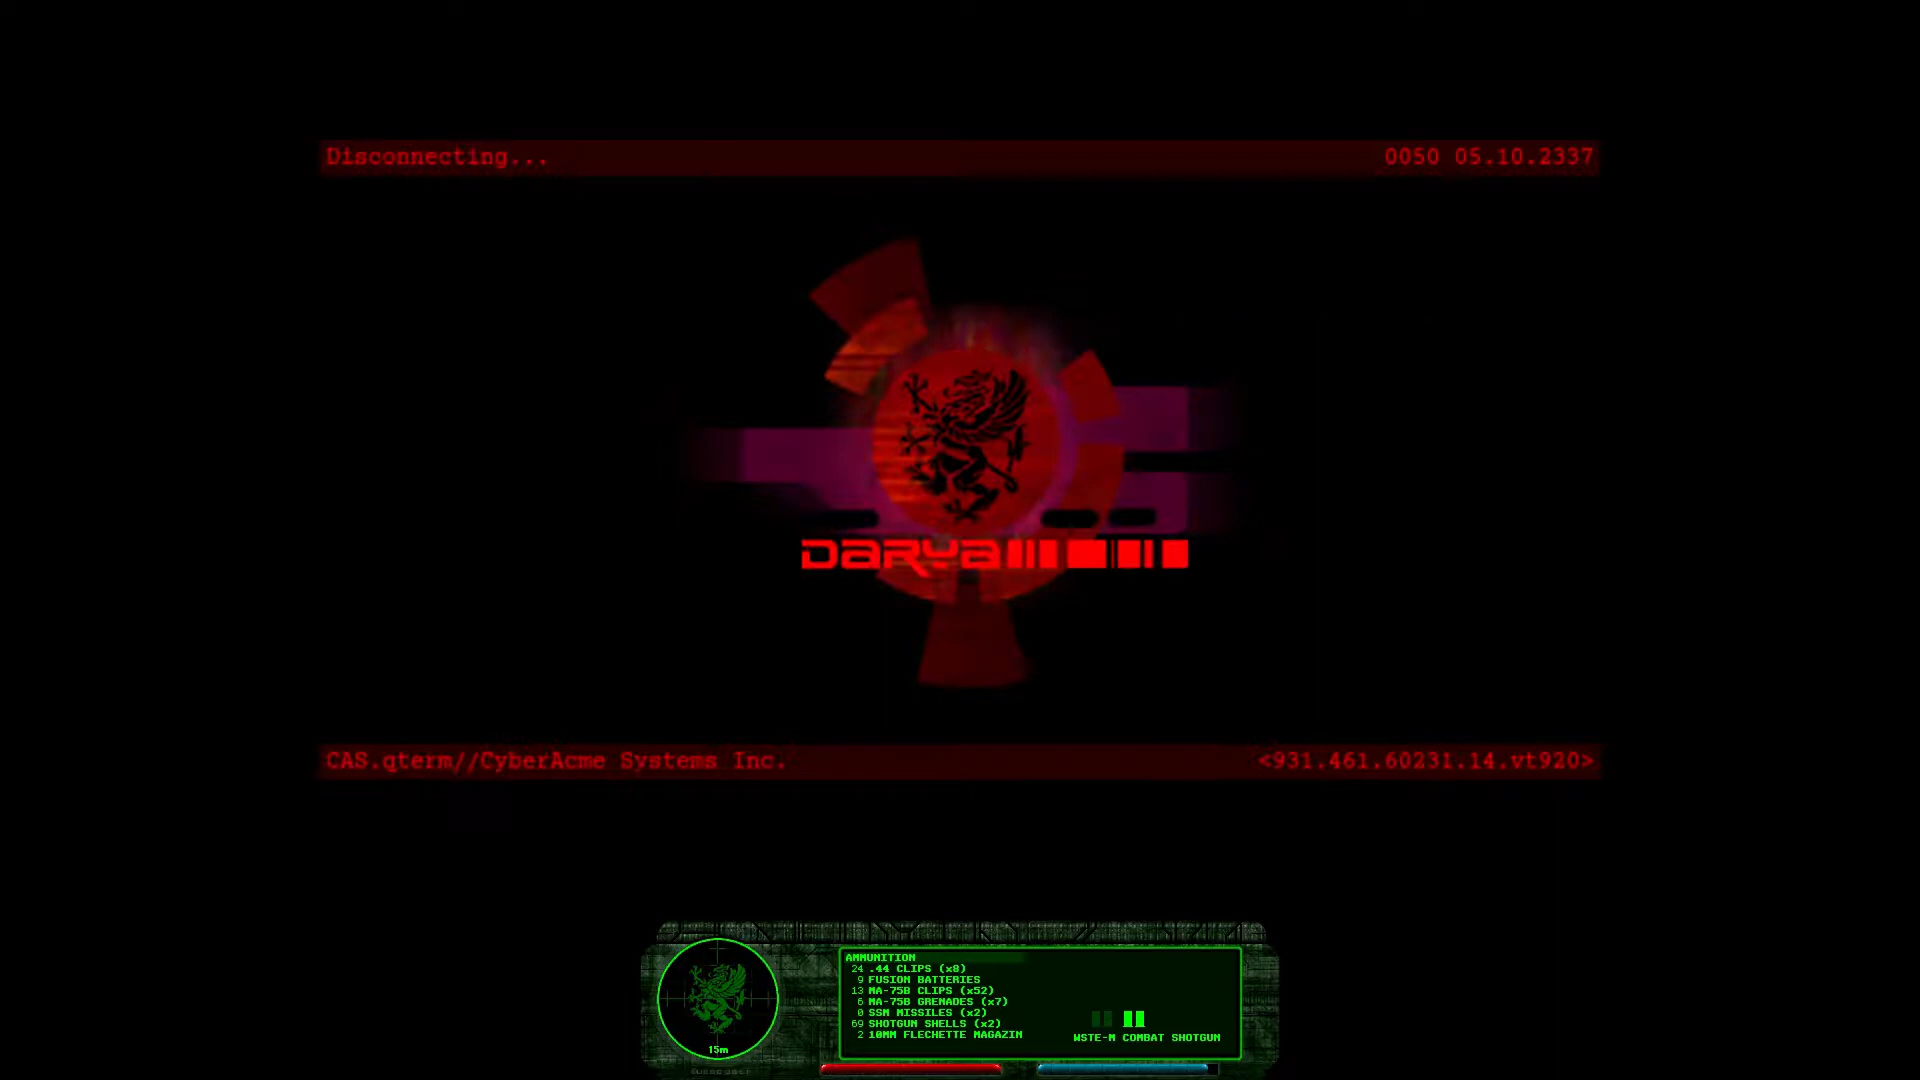 Disconnecting... 0050 05.10.2337
DARYA
CAS.qterm//CyberAcme Systems Inc. <931.461.60231.14.vt920>
AMMUNITION
24 .44 CLIPS (x8)
9 FUSION BATTERIES
13 MA-75B CLIPS (x52)
6 MA-75B GRENADES (x7)
0 SSM MISSILES (x2)
69 SHOTGUN SHELLS (x2)
2 10MM FLECHETTE MAGAZIN
WSTE-M COMBAT SHOTGUN
15m